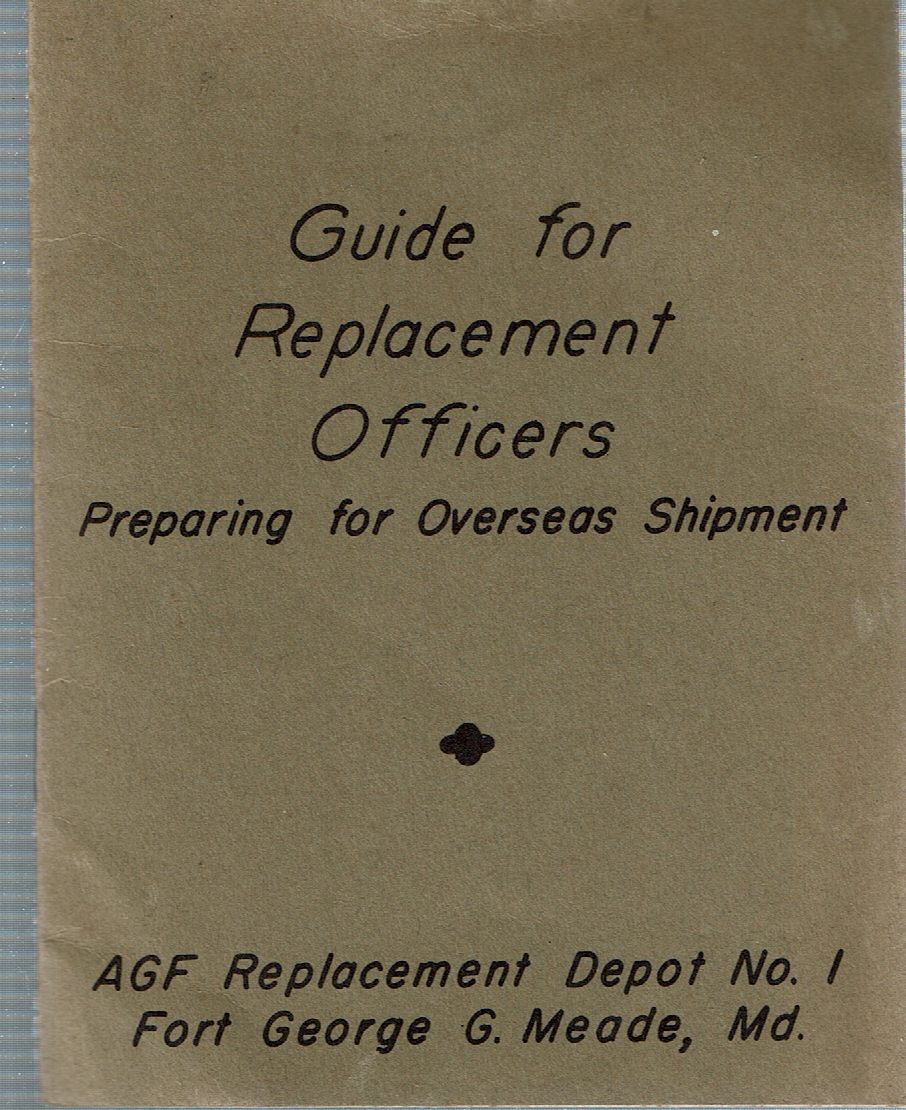 Guide for
Replacement
Officers
Preparing for Overseas Shipment
AGF Replacement Depot No. 1
Fort George G. Meade, Md.